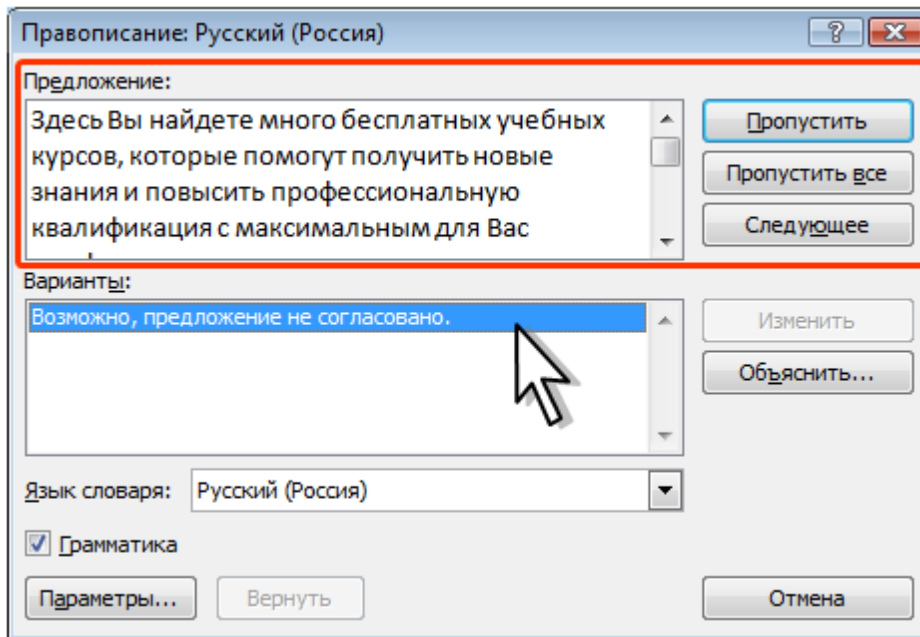 Правописание: Русский (Россия)
Предложение:
Здесь Вы найдете много бесплатных учебных
курсов, которые помогут получить новые
знания и повысить профессиональную
квалификация с максимальным для Вас
Пропустить
Пропустить все
Следующее
Варианты:
Возможно, предложение не согласовано.
Изменить
Объяснить...
Язык словаря: Русский (Россия)
Грамматика
Параметры... Вернуть Отмена